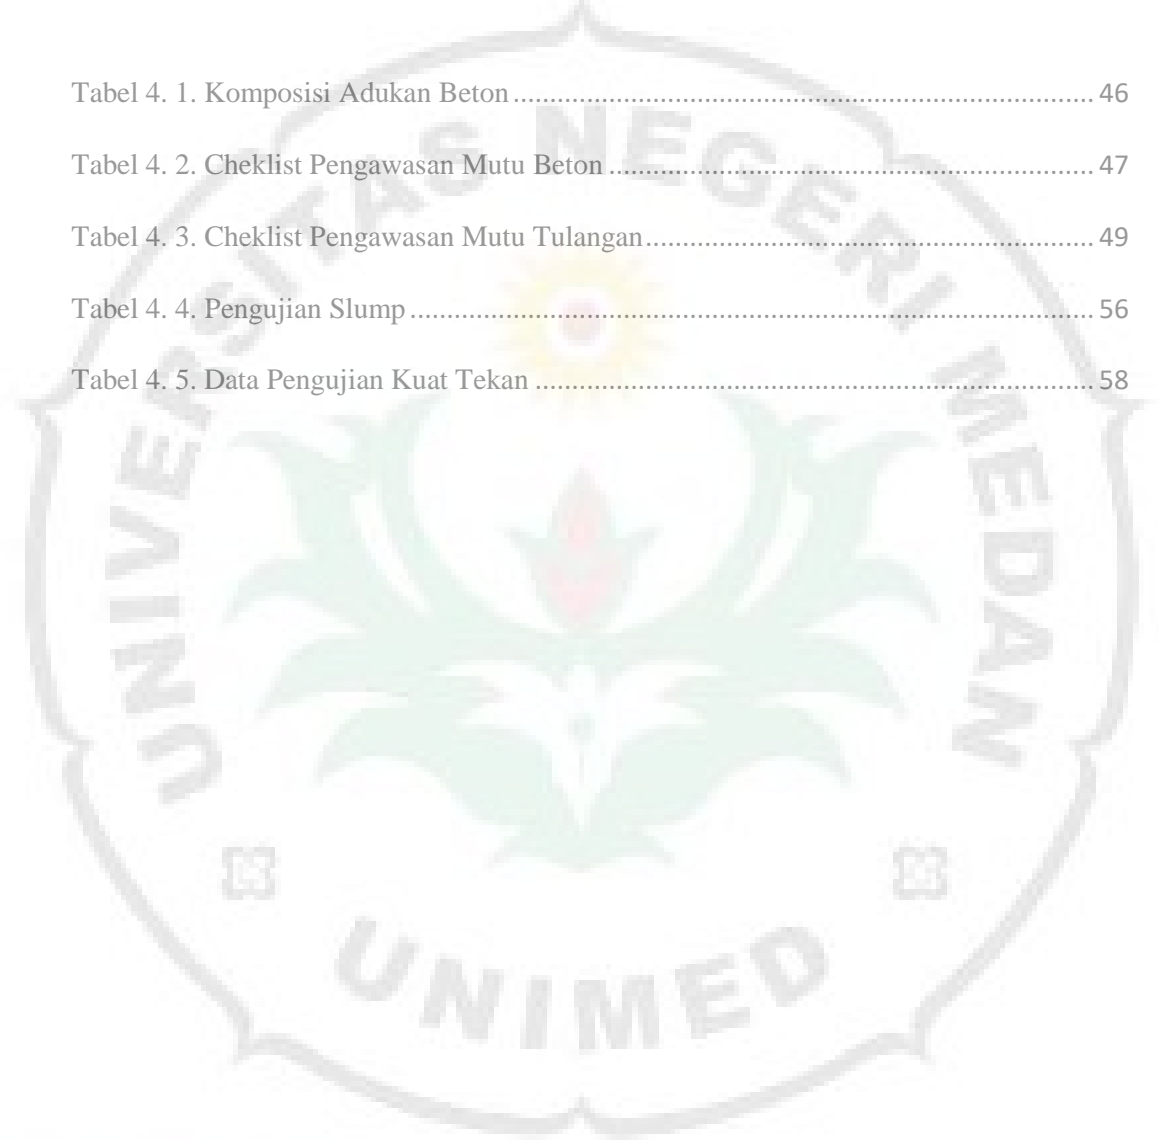 Tabel 4. 1. Komposisi Adukan Beton ........................................................................... 46
Tabel 4. 2. Cheklist Pengawasan Mutu Beton ............................................................... 47
Tabel 4. 3. Cheklist Pengawasan Mutu Tulangan .......................................................... 49
Tabel 4. 4. Pengujian Slump ......................................................................................... 56
Tabel 4. 5. Data Pengujian Kuat Tekan ......................................................................... 58
UNIVERSITAS NEGERI MEDAN
UNIMED